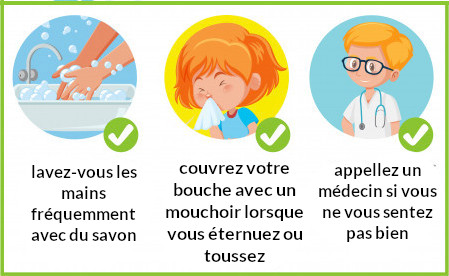 lavez-vous les
mains
fréquemment
avec du savon
couvrez votre
bouche avec un
mouchoir lorsque
vous éternuez ou
toussez
appellez un
médecin si vous
ne vous sentez
pas bien